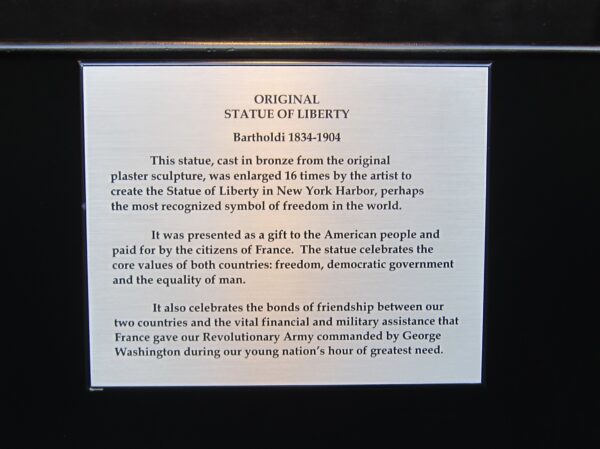 ORIGINAL
STATUE OF LIBERTY
Bartholdi 1834-1904
This statue, cast in bronze from the original
plaster sculpture, was enlarged 16 times by the artist to
create the Statue of Liberty in New York Harbor, perhaps
the most recognized symbol of freedom in the world.
It was presented as a gift to the American people and
paid for by the citizens of France. The statue celebrates the
core values of both countries: freedom, democratic government
and the equality of man.
It also celebrates the bonds of friendship between our
two countries and the vital financial and military assistance that
France gave our Revolutionary Army commanded by George
Washington during our young nation's hour of greatest need.